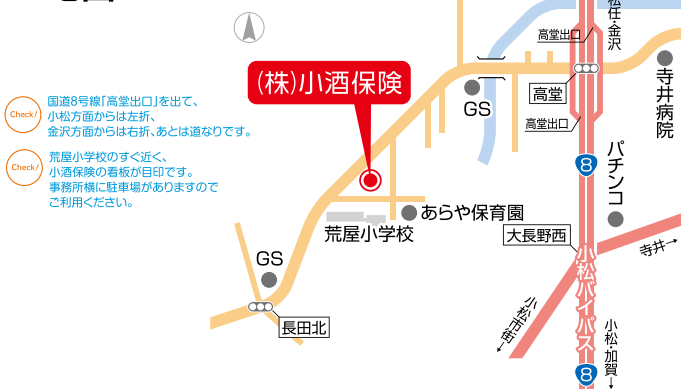 松任・金沢
高堂出口
寺井病院
(株)小酒保険
高堂
GS
高堂出口
Check!
国道8号線「高堂出口」を出て、
小松方面からは左折、
金沢方面からは右折、あとは道なりです。
Check!
荒屋小学校のすぐ近く、
小酒保険の看板が目印です。
事務所横に駐車場がありますので
ご利用ください。
8
パチンコ
あらや保育園
荒屋小学校
大長野西
寺井→
GS
小松バイパス
長田北
小松市街→
小松・加賀→
8